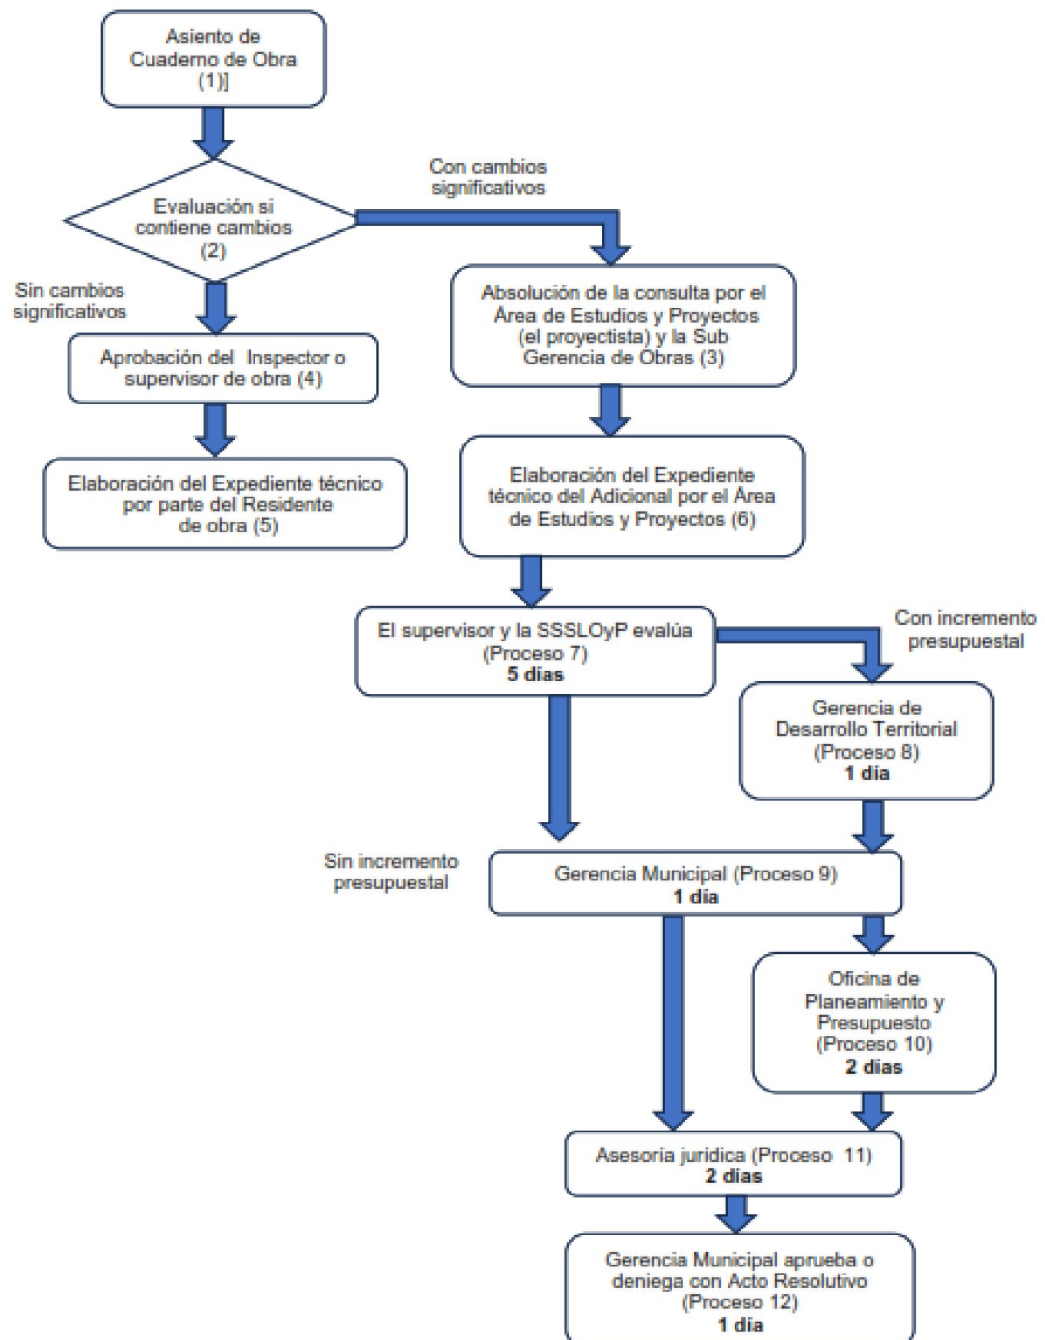 Asiento de
Cuaderno de Obra
(1)]
Con cambios
significativos
Evaluación si
contiene cambios
(2)
Sin cambios
significativos
Absolución de la consulta por el
Área de Estudios y Proyectos
(el proyectista) y la Sub
Gerencia de Obras (3)
Aprobación del Inspector o
supervisor de obra (4)
Elaboración del Expediente técnico
por parte del Residente
de obra (5)
Elaboración del Expediente
técnico del Adicional por el Área
de Estudios y Proyectos (6)
El supervisor y la SSSLOyP evalúa
(Proceso 7)
5 días
Con incremento
presupuestal
Gerencia de
Desarrollo Territorial
(Proceso 8)
1 día
Sin incremento
presupuestal
Gerencia Municipal (Proceso 9)
1 día
Oficina de
Planeamiento y
Presupuesto
(Proceso 10)
2 días
Asesoría jurídica (Proceso 11)
2 días
Gerencia Municipal aprueba o
deniega con Acto Resolutivo
(Proceso 12)
1 día